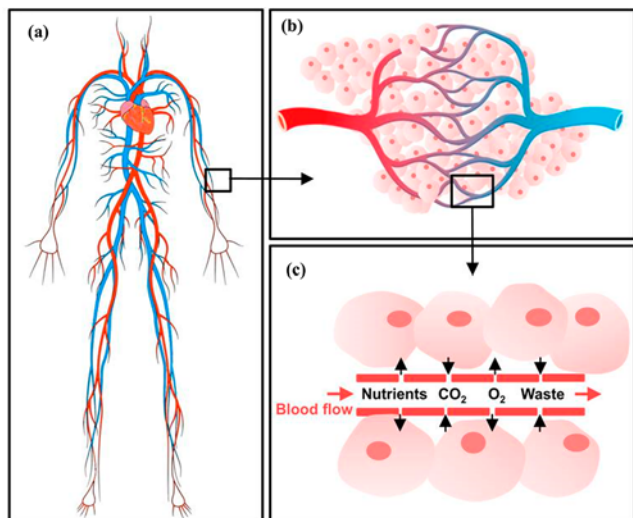 (a)
(b)
(c)
Nutrients CO₂ O₂ Waste
Blood flow